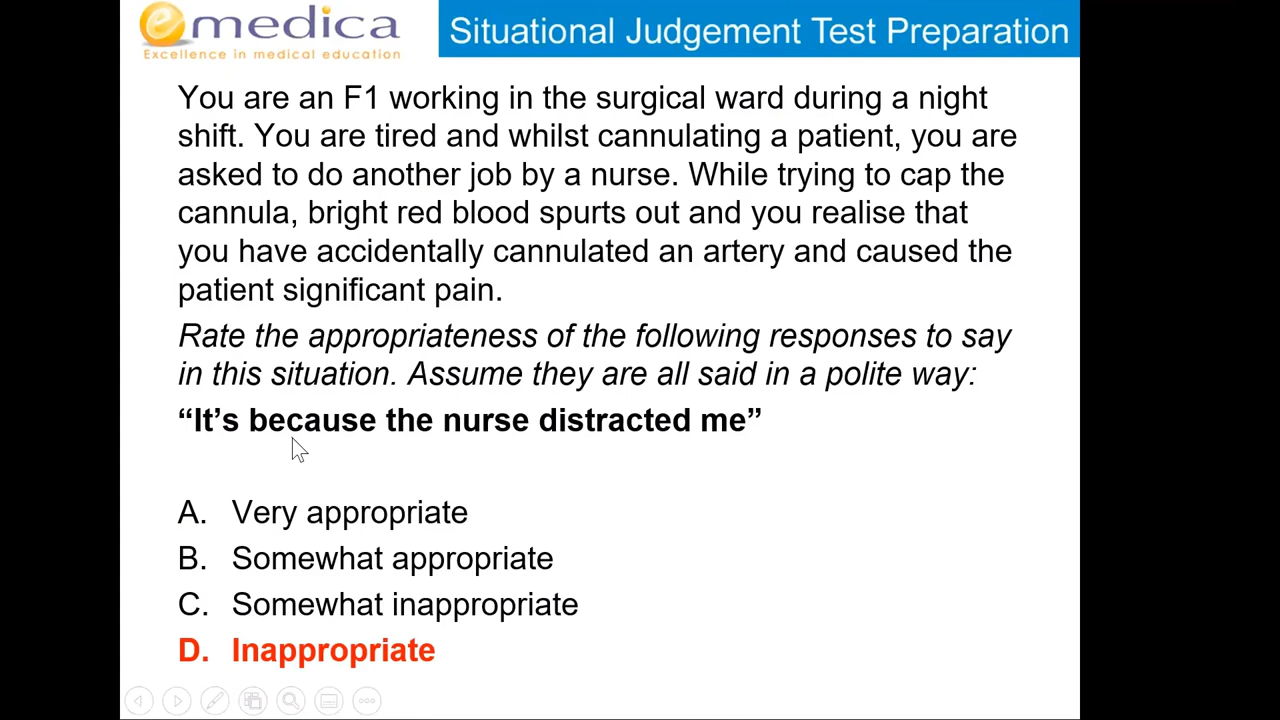 emedica
Excellence in medical education
Situational Judgement Test Preparation
You are an F1 working in the surgical ward during a night
shift. You are tired and whilst cannulating a patient, you are
asked to do another job by a nurse. While trying to cap the
cannula, bright red blood spurts out and you realise that
you have accidentally cannulated an artery and caused the
patient significant pain.
Rate the appropriateness of the following responses to say
in this situation. Assume they are all said in a polite way:
“It’s because the nurse distracted me”
A. Very appropriate
B. Somewhat appropriate
C. Somewhat inappropriate
D. Inappropriate